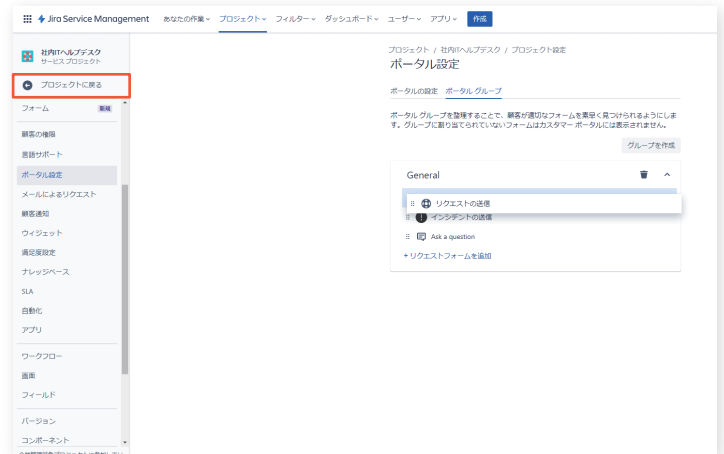 Jira Service Management あなたの作業 プロジェクト フィルター ダッシュボード ユーザー アプリ 作成
社内ITヘルプデスク
サービス プロジェクト
プロジェクトに戻る
フォーム 新規
顧客の権限
言語サポート
ポータル設定
メールによるリクエスト
顧客通知
ウィジェット
満足度設定
ナレッジベース
SLA
自動化
アプリ
ワークフロー
画面
フィールド
バージョン
コンポーネント
プロジェクト / 社内ITヘルプデスク / プロジェクト設定
ポータル設定
ポータルの設定 ポータル グループ
ポータル グループを整理することで、顧客が適切なフォームを素早く見つけられるようにしま
す。グループに割り当てられていないフォームはカスタマー ポータルには表示されません。
グループを作成
General
リクエストの送信
インシデントの送信
Ask a question
+ リクエストフォームを追加